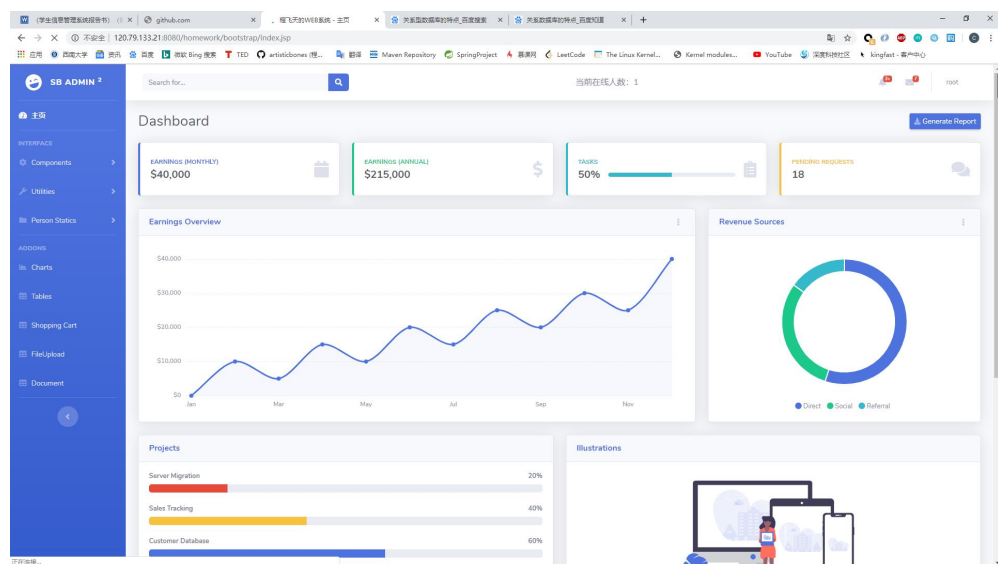 (学生信息管理系统报告书)
github.com
程飞天的WEB系统 - 主页
关系型数据库的特点_百度搜索
关系型数据库的特点_百度知道
不安全 | 120.79.133.21:8080/homework/bootstrap/index.jsp
应用 西南大学 资讯 百度 微软 Bing 搜索 TED artisticbones (程... 翻译 Maven Repository SpringProject 慕课网 LeetCode The Linux Kernel... Kernel modules... YouTube 深度科技社区 kingfast - 客户中心
SB ADMIN 2
Search for...
当前在线人数：1
3+
7
root
主页
INTERFACE
Components
Utilities
Person Statics
ADDONS
Charts
Tables
Shopping Cart
FileUpload
Document
Dashboard
Generate Report
EARNINGS (MONTHLY)
$40,000
EARNINGS (ANNUAL)
$215,000
TASKS
50%
PENDING REQUESTS
18
Earnings Overview
$40,000
$30,000
$20,000
$10,000
$0
Jan Mar May Jul Sep Nov
Revenue Sources
Direct Social Referral
Projects
Server Migration 20%
Sales Tracking 40%
Customer Database 60%
Illustrations
正在连接...